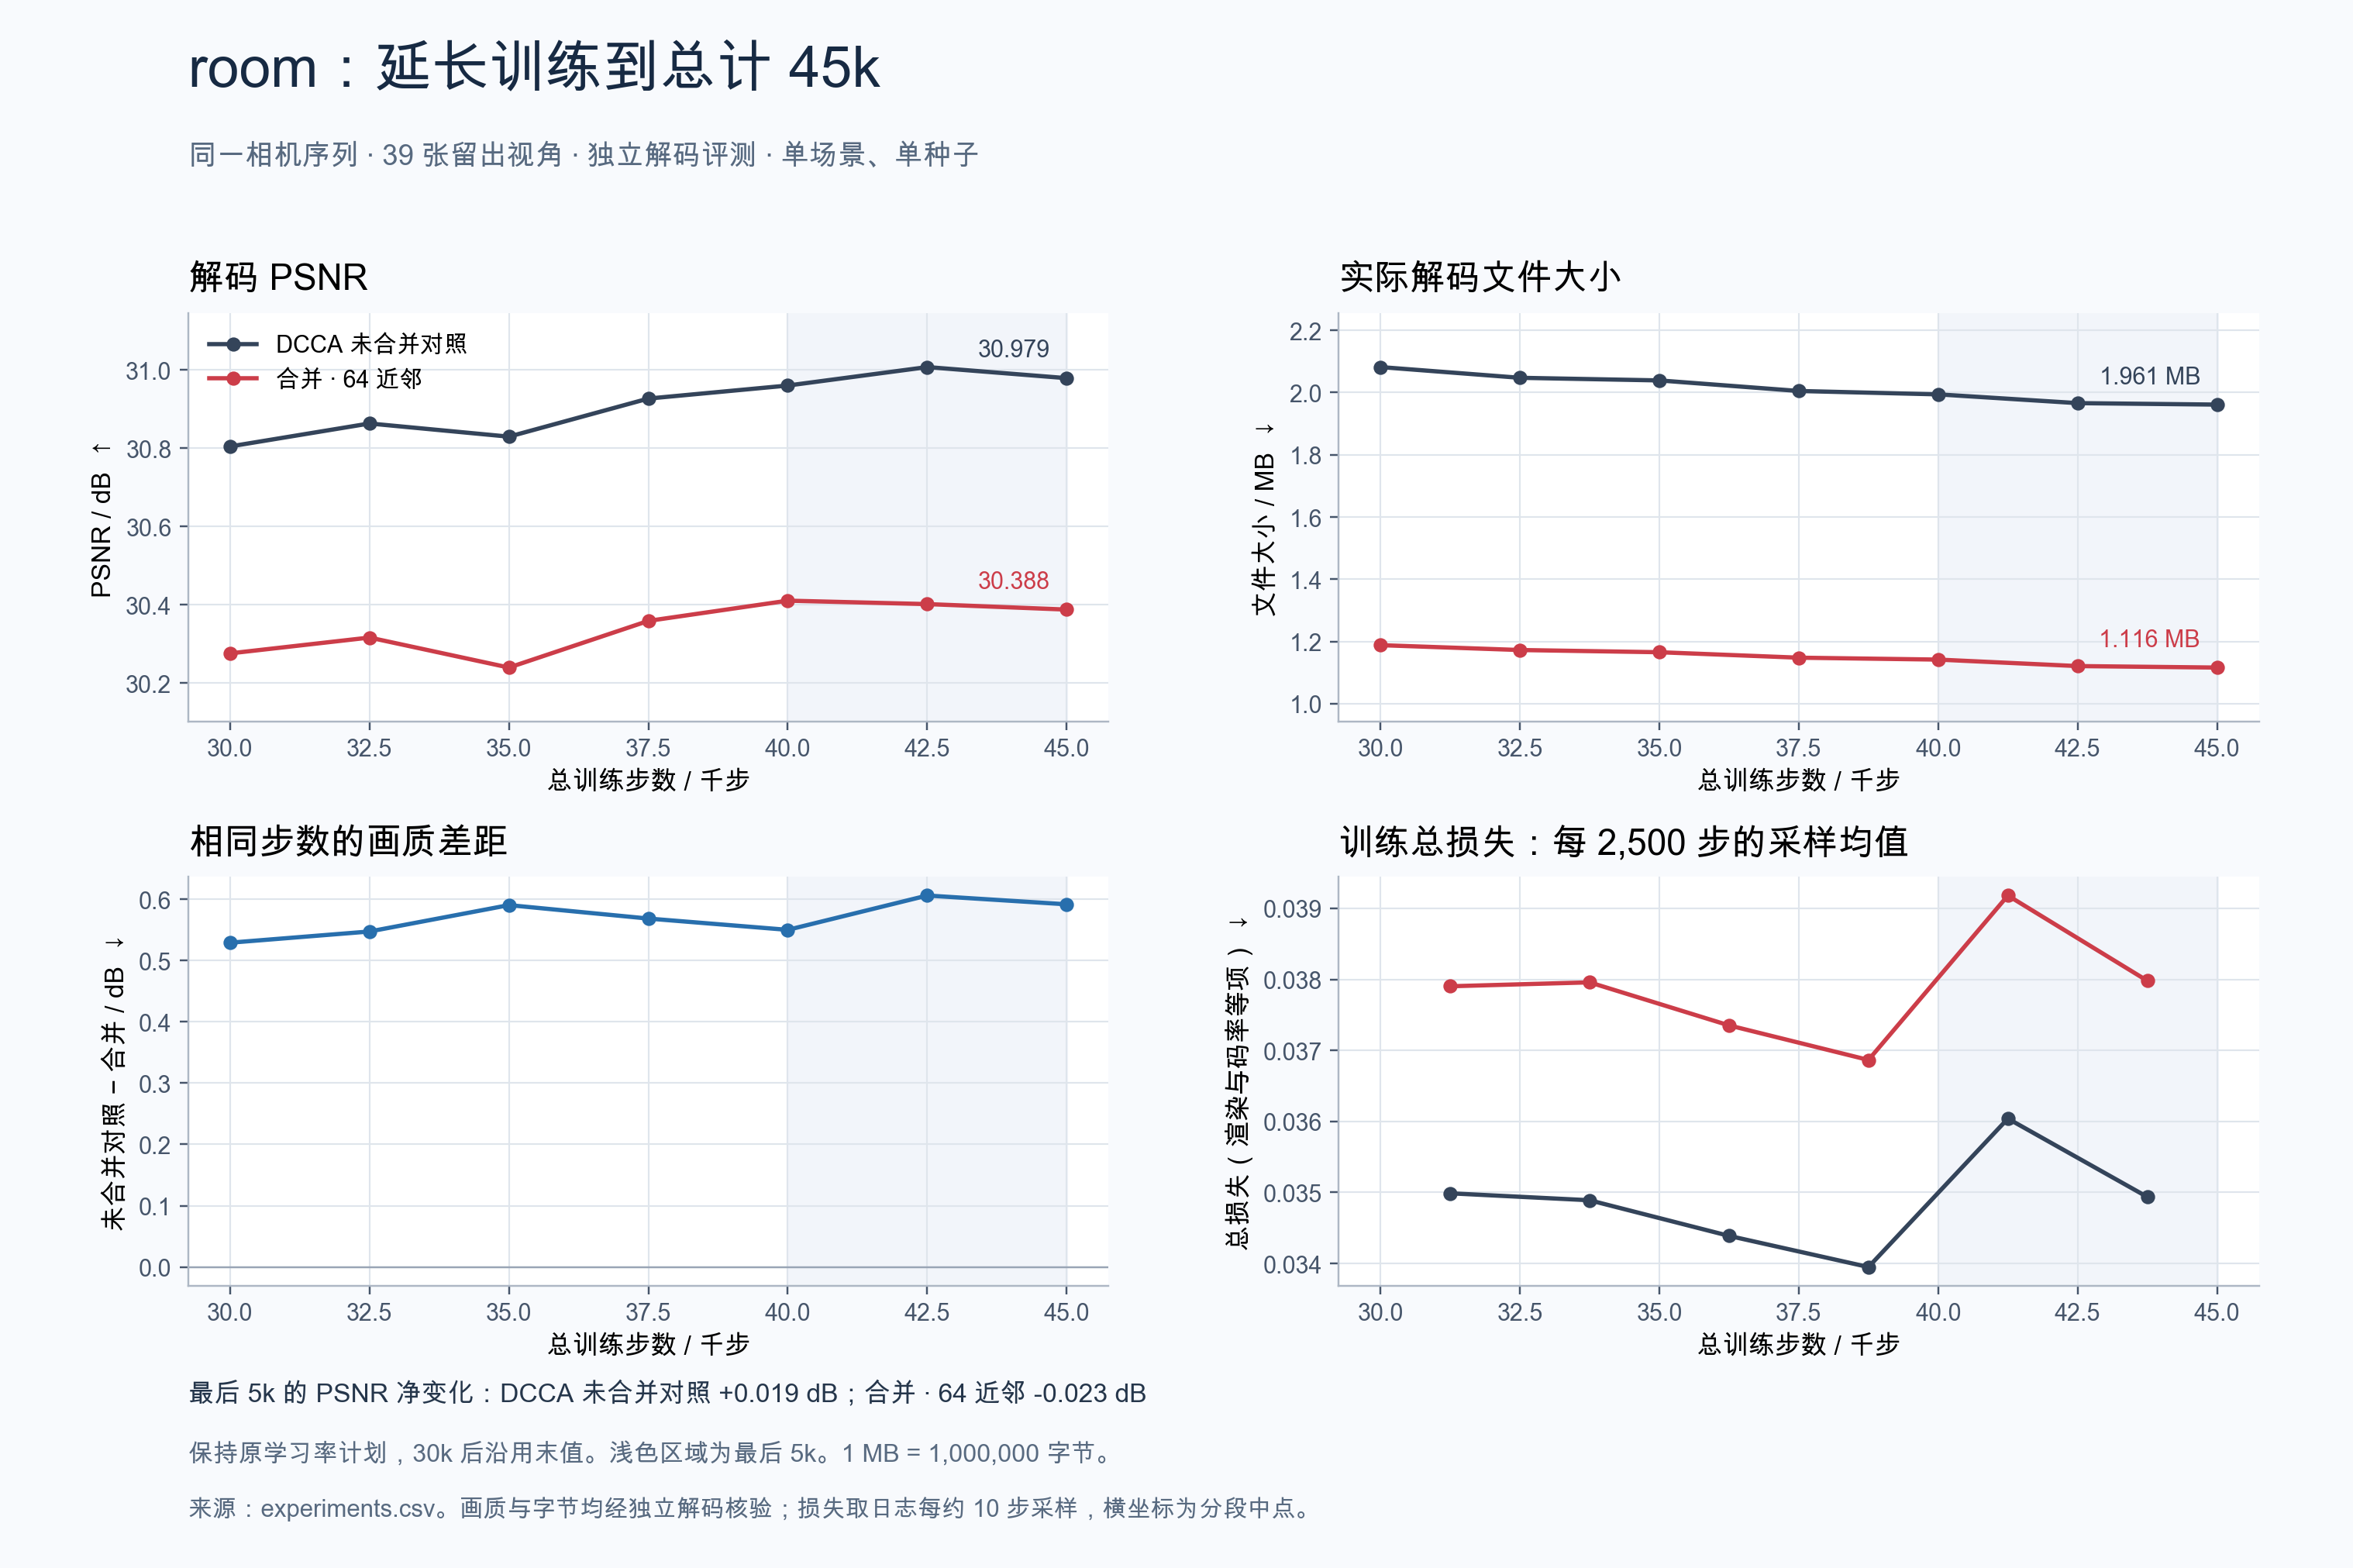 room：延长训练到总计 45k
同一相机序列 · 39 张留出视角 · 独立解码评测 · 单场景、单种子
解码 PSNR
DCCA 未合并对照
合并 · 64 近邻
30.979
30.388
31.0
30.8
30.6
30.4
30.2
PSNR / dB ↑
30.0 32.5 35.0 37.5 40.0 42.5 45.0
总训练步数 / 千步
实际解码文件大小
1.961 MB
1.116 MB
2.2
2.0
1.8
1.6
1.4
1.2
1.0
文件大小 / MB ↓
30.0 32.5 35.0 37.5 40.0 42.5 45.0
总训练步数 / 千步
相同步数的画质差距
0.6
0.5
0.4
0.3
0.2
0.1
0.0
未合并对照 − 合并 / dB ↓
30.0 32.5 35.0 37.5 40.0 42.5 45.0
总训练步数 / 千步
训练总损失：每 2,500 步的采样均值
0.039
0.038
0.037
0.036
0.035
0.034
总损失（渲染与码率等项）↓
30.0 32.5 35.0 37.5 40.0 42.5 45.0
总训练步数 / 千步
最后 5k 的 PSNR 净变化：DCCA 未合并对照 +0.019 dB；合并 · 64 近邻 -0.023 dB
保持原学习率计划，30k 后沿用末值。浅色区域为最后 5k。1 MB = 1,000,000 字节。
来源：experiments.csv。画质与字节均经独立解码核验；损失取日志每约 10 步采样，横坐标为分段中点。